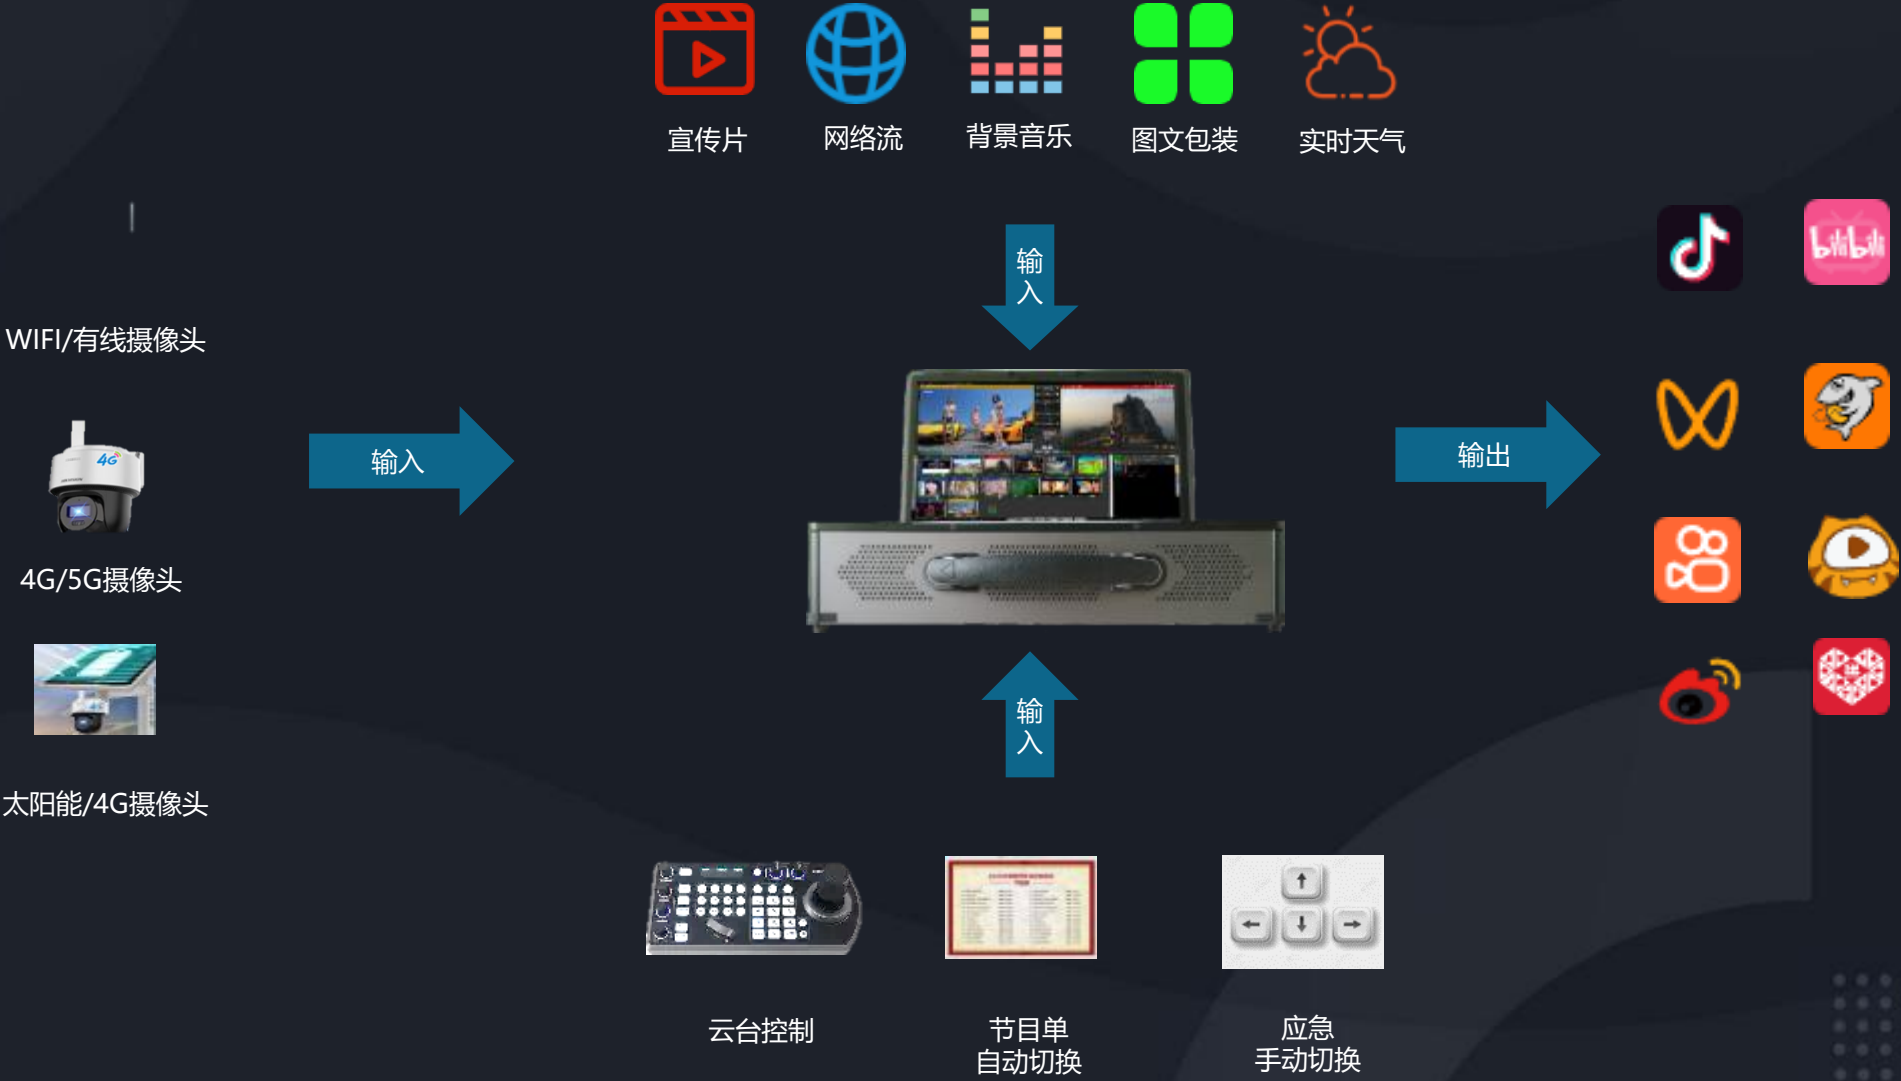 宣传片
网络流
背景音乐
图文包装
实时天气
输
入
bilibili
WIFI/有线摄像头
4G
输入
输出
4G/5G摄像头
输
入
太阳能/4G摄像头
云台控制
节目单
自动切换
应急
手动切换